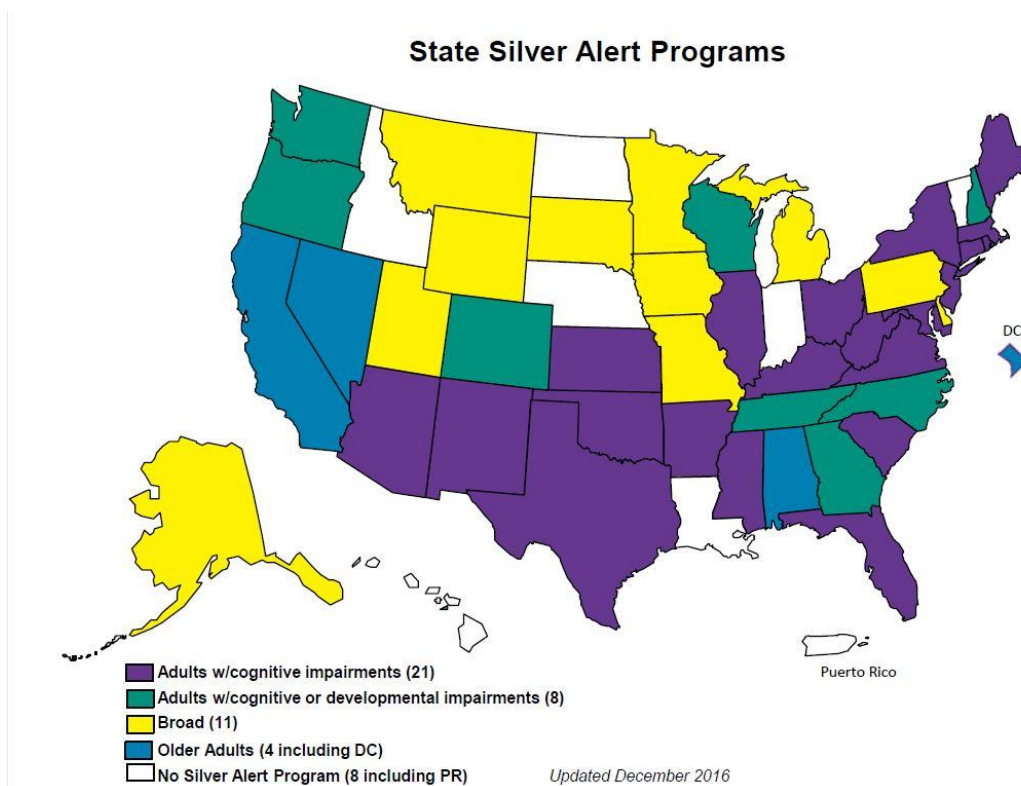 State Silver Alert Programs
DC
Puerto Rico
Adults w/cognitive impairments (21)
Adults w/cognitive or developmental impairments (8)
Broad (11)
Older Adults (4 including DC)
No Silver Alert Program (8 including PR)
Updated December 2016